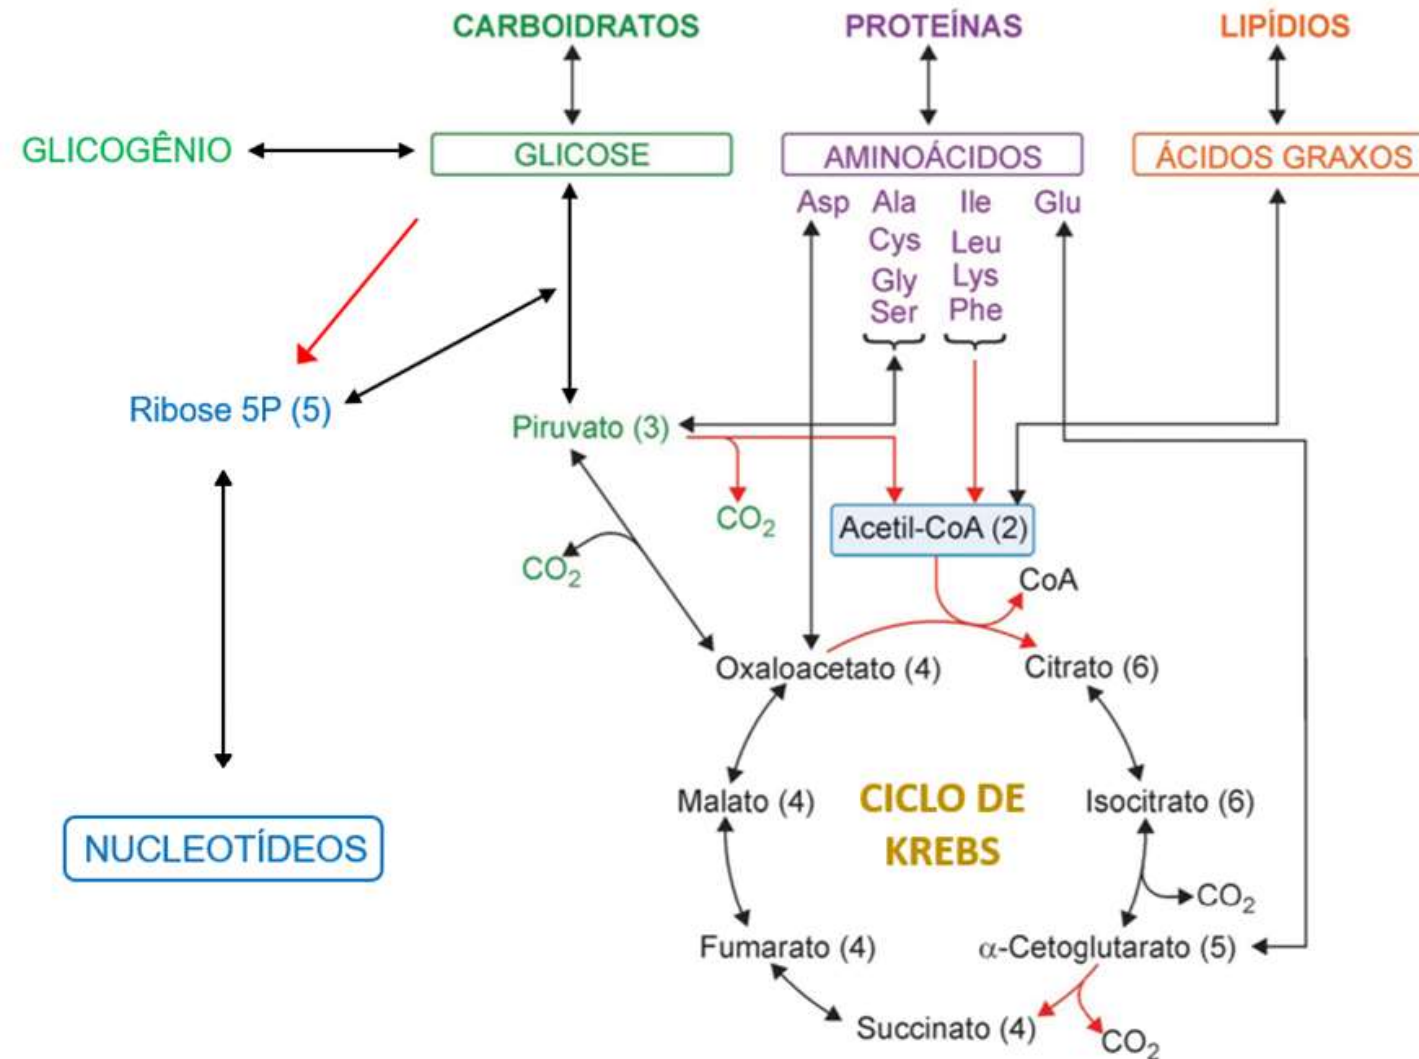 CARBOIDRATOS
PROTEÍNAS
LIPÍDIOS
GLICOGÊNIO
GLICOSE
AMINOÁCIDOS
ÁCIDOS GRAXOS
Asp
Ala
Cys
Gly
Ser
Ile
Leu
Lys
Phe
Glu
Ribose 5P (5)
Piruvato (3)
CO₂
CO₂
Acetil-CoA (2)
CoA
Oxaloacetato (4)
Citrato (6)
Malato (4)
CICLO DE
KREBS
Isocitrato (6)
CO₂
NUCLEOTÍDEOS
Fumarato (4)
α-Cetoglutarato (5)
Succinato (4)
CO₂